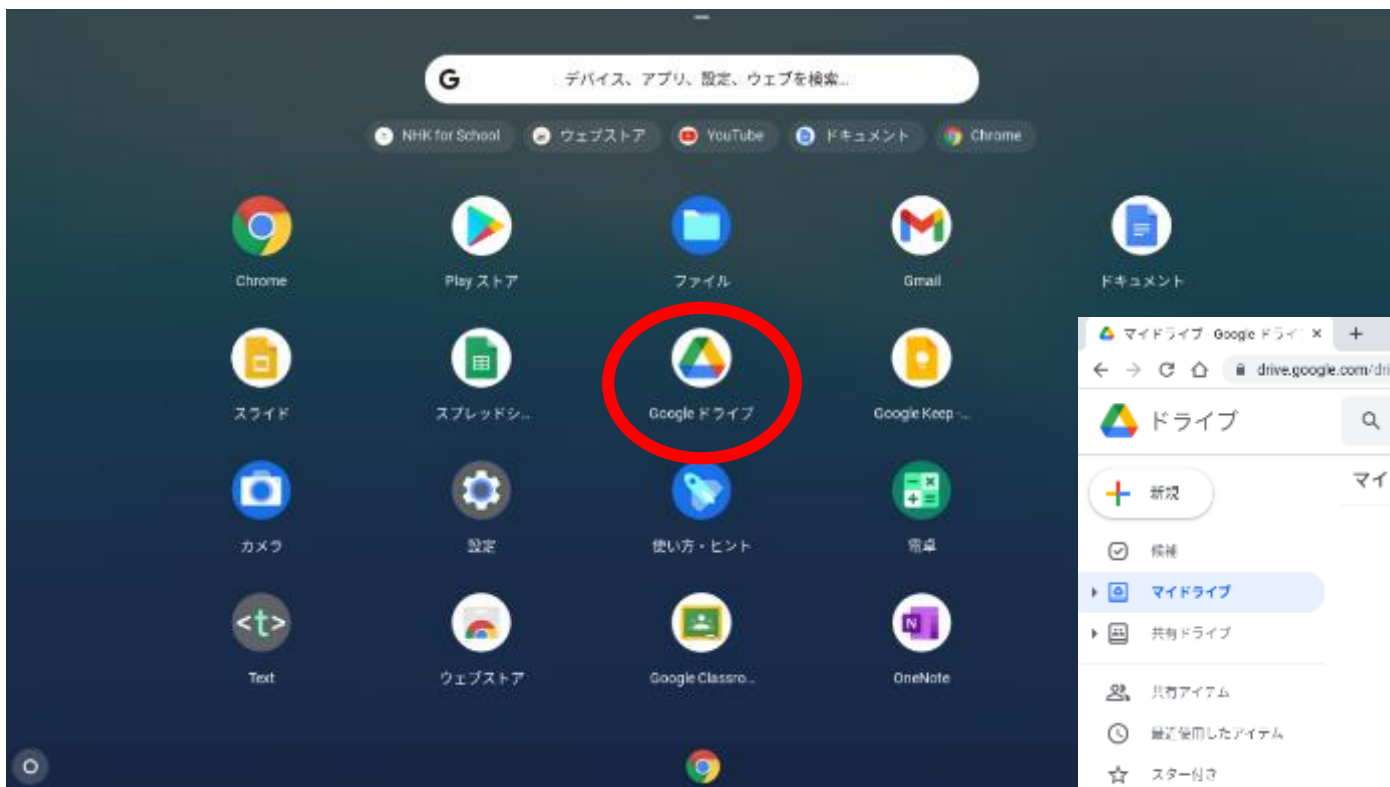 G
デバイス、アプリ、設定、ウェブを検索...
NHK for School
ウェブストア
YouTube
ドキュメント
Chrome
Chrome
Play ストア
ファイル
Gmail
ドキュメント
スライド
スプレッドシ...
Google ドライブ
Google Keep -...
カメラ
設定
使い方・ヒント
電卓
<t>
Text
ウェブストア
Google Classro...
N
OneNote
マイドライブ Google ドライ
drive.google.com/dri
ドライブ
新規
マイ
候補
マイドライブ
共有ドライブ
共有アイテム
最近使用したアイテム
スター付き